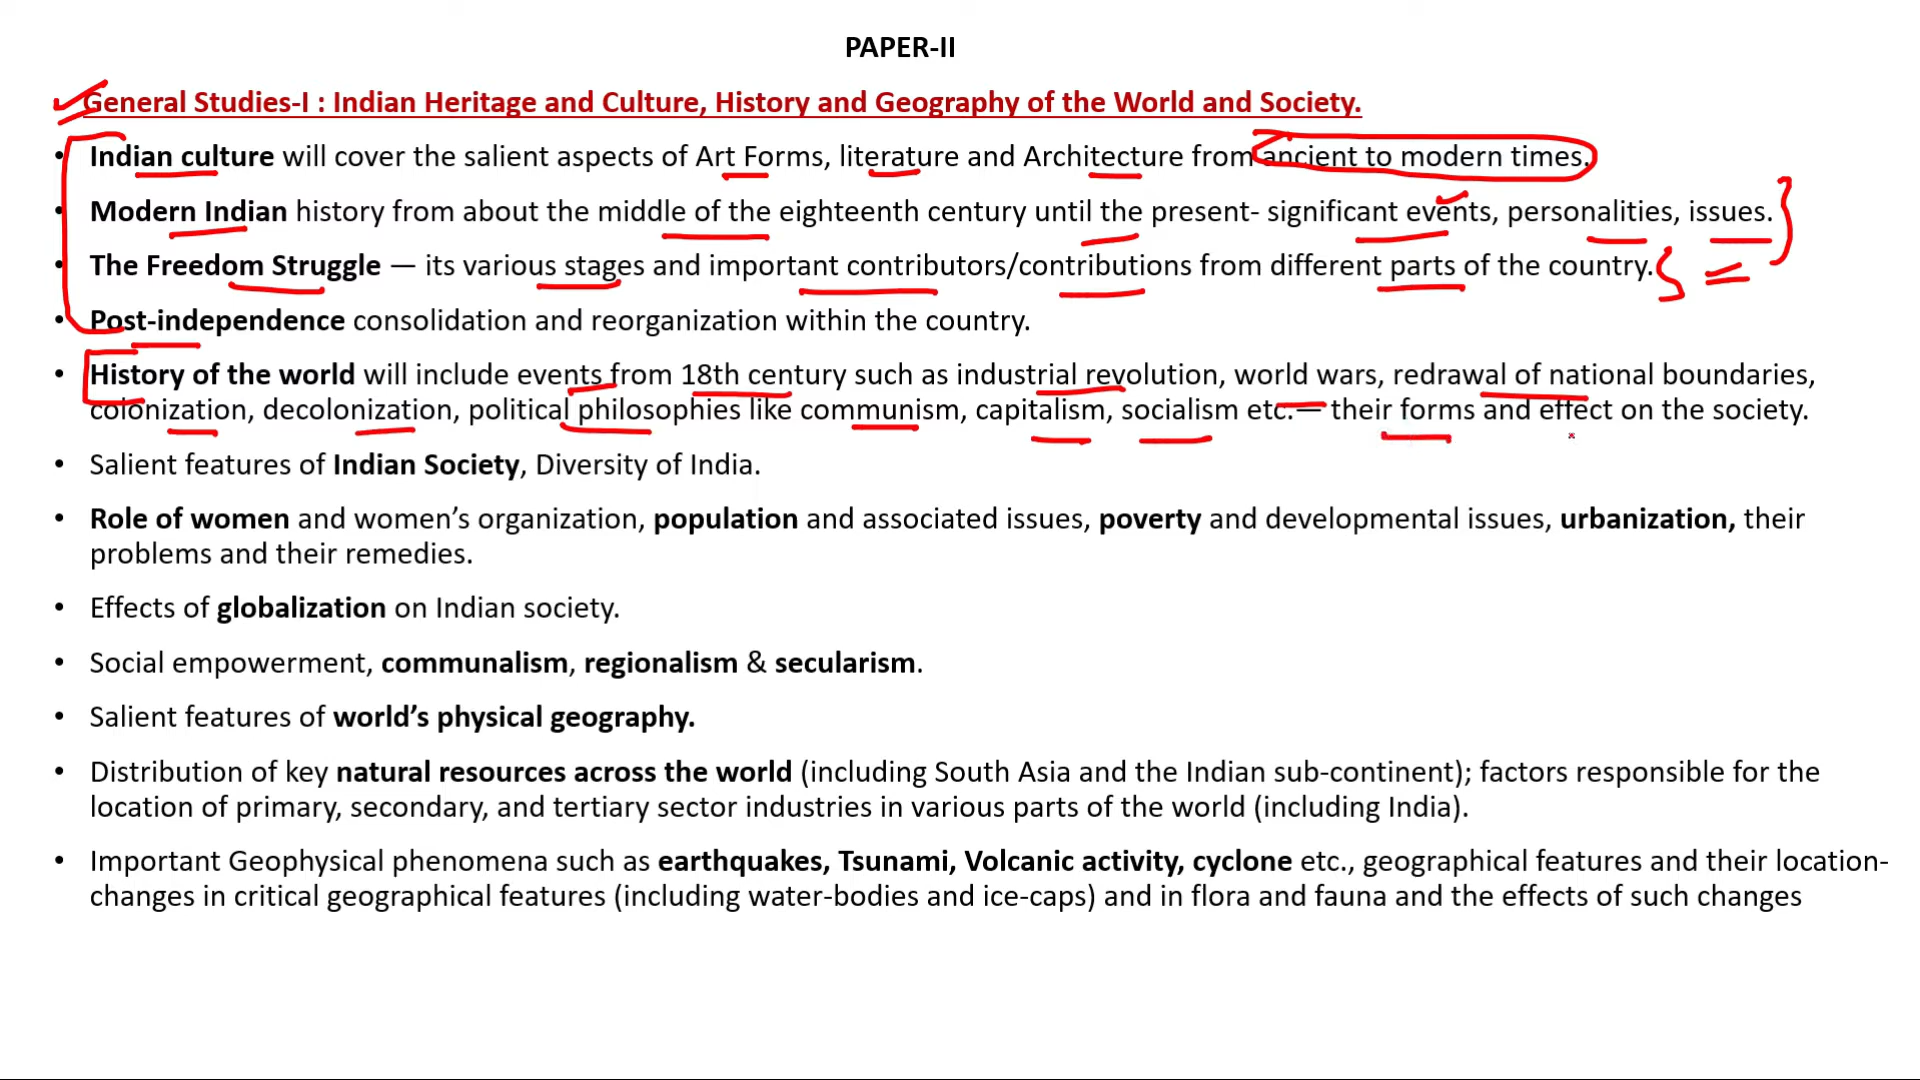 PAPER-II
General Studies-I : Indian Heritage and Culture, History and Geography of the World and Society.
• Indian culture will cover the salient aspects of Art Forms, literature and Architecture from ancient to modern times.
• Modern Indian history from about the middle of the eighteenth century until the present- significant events, personalities, issues.
• The Freedom Struggle — its various stages and important contributors/contributions from different parts of the country.
• Post-independence consolidation and reorganization within the country.
• History of the world will include events from 18th century such as industrial revolution, world wars, redrawal of national boundaries,
colonization, decolonization, political philosophies like communism, capitalism, socialism etc.— their forms and effect on the society.
• Salient features of Indian Society, Diversity of India.
• Role of women and women’s organization, population and associated issues, poverty and developmental issues, urbanization, their
problems and their remedies.
• Effects of globalization on Indian society.
• Social empowerment, communalism, regionalism & secularism.
• Salient features of world’s physical geography.
• Distribution of key natural resources across the world (including South Asia and the Indian sub-continent); factors responsible for the
location of primary, secondary, and tertiary sector industries in various parts of the world (including India).
• Important Geophysical phenomena such as earthquakes, Tsunami, Volcanic activity, cyclone etc., geographical features and their location-
changes in critical geographical features (including water-bodies and ice-caps) and in flora and fauna and the effects of such changes